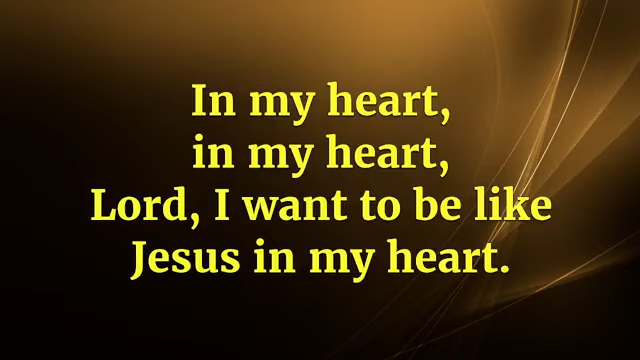 In my heart,
in my heart,
Lord, I want to be like
Jesus in my heart.